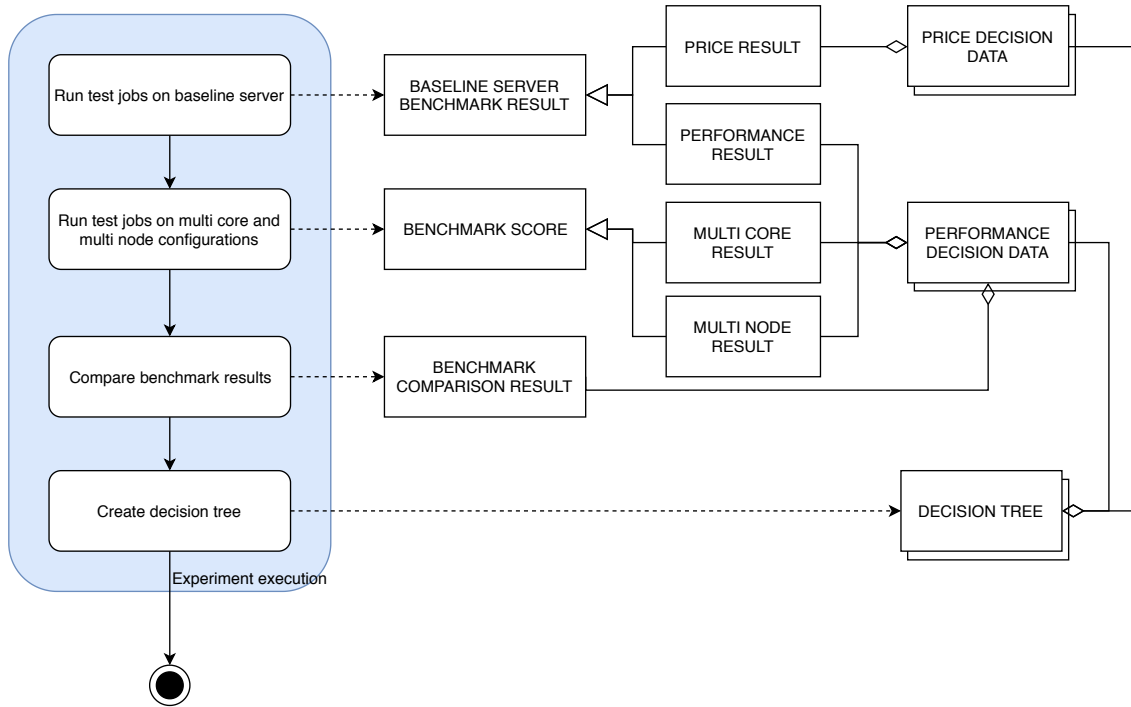 Run test jobs on baseline server
Run test jobs on multi core and
multi node configurations
Compare benchmark results
Create decision tree
Experiment execution
BASELINE SERVER
BENCHMARK RESULT
BENCHMARK SCORE
BENCHMARK
COMPARISON RESULT
PRICE RESULT
PERFORMANCE
RESULT
MULTI CORE
RESULT
MULTI NODE
RESULT
PRICE DECISION
DATA
PERFORMANCE
DECISION DATA
DECISION TREE